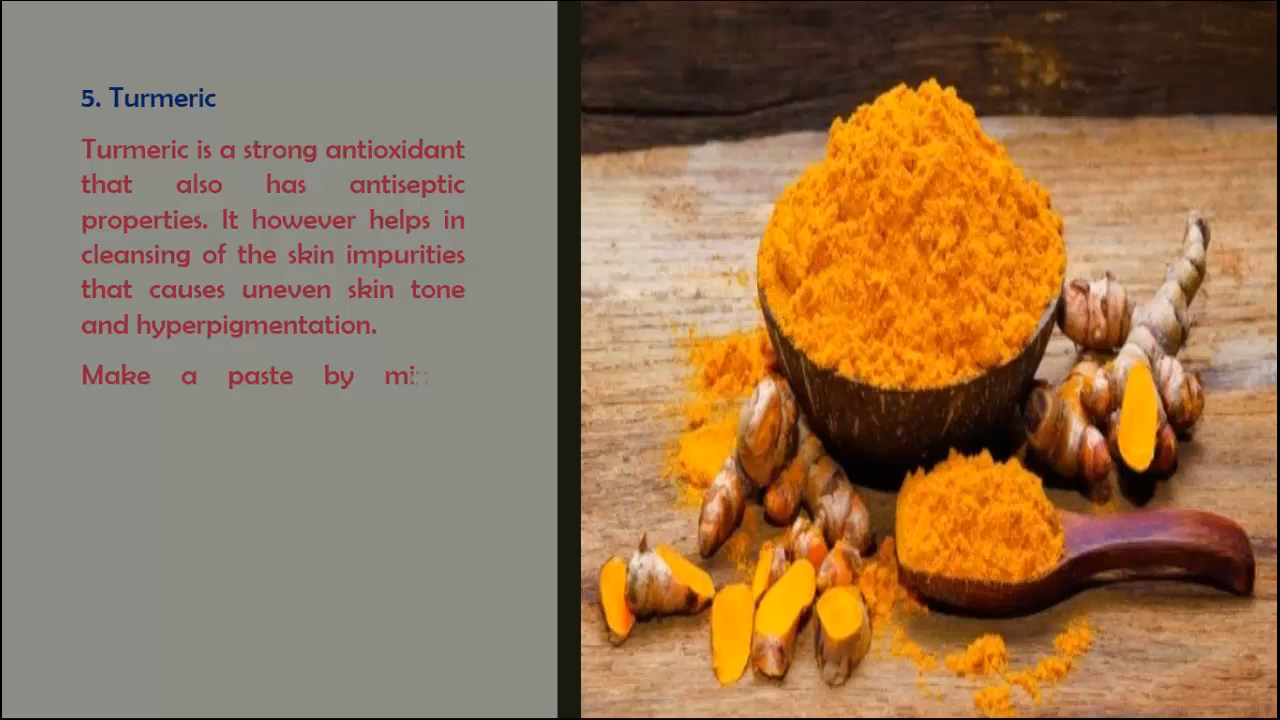 5. Turmeric
Turmeric is a strong antioxidant
that also has antiseptic
properties. It however helps in
cleansing of the skin impurities
that causes uneven skin tone
and hyperpigmentation.
Make a paste by